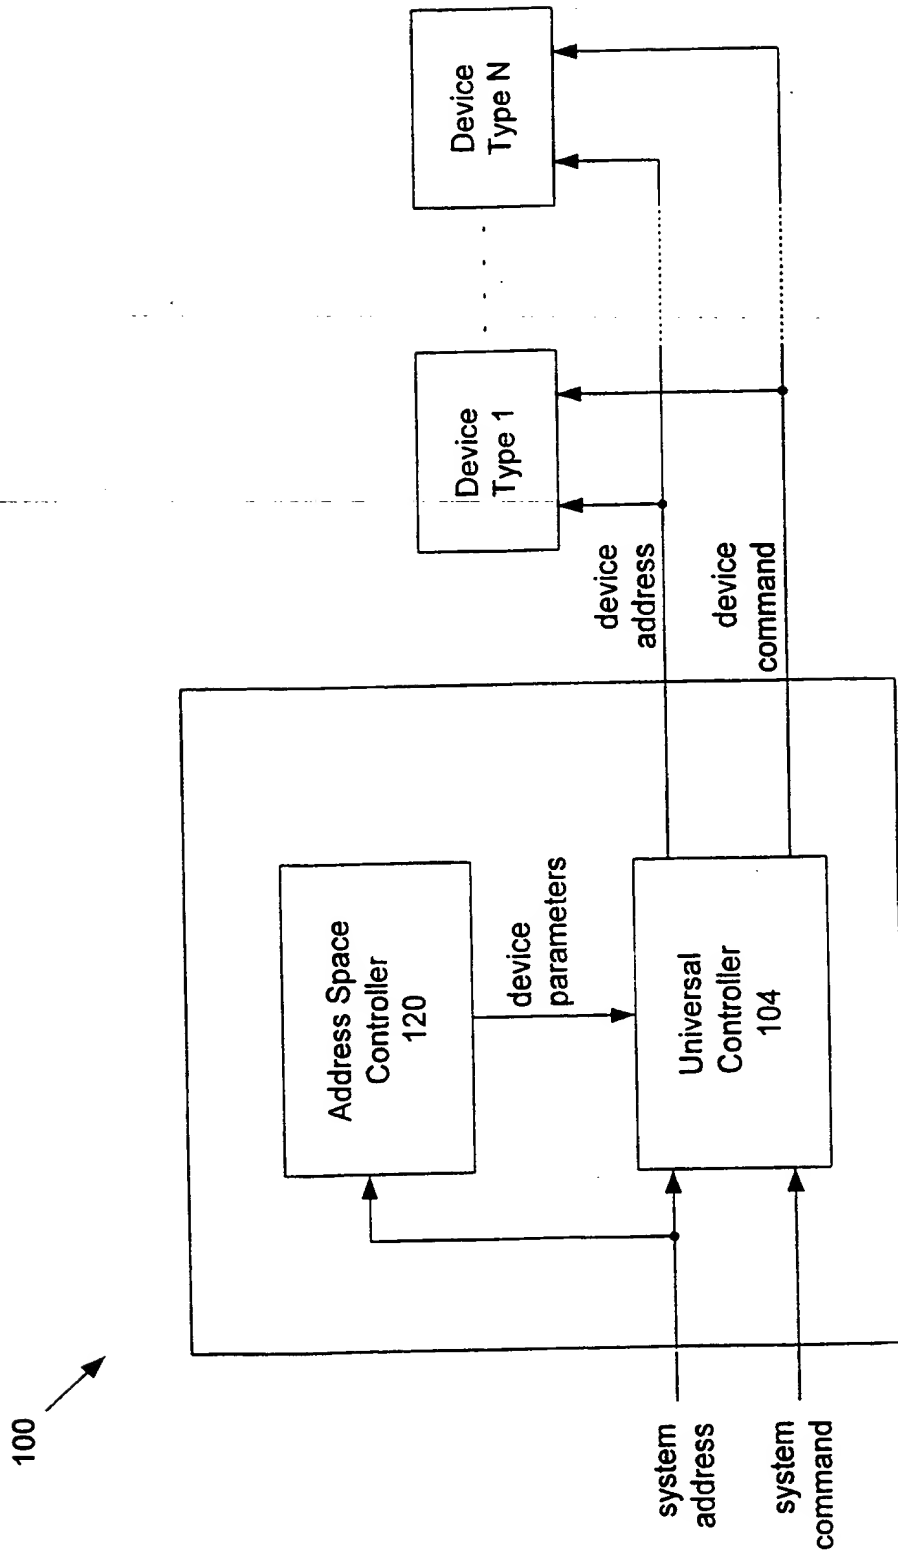 100
Address Space
Controller
120
device
parameters
Universal
Controller
104
system
address
system
command
device
address
device
command
Device
Type 1
Device
Type N